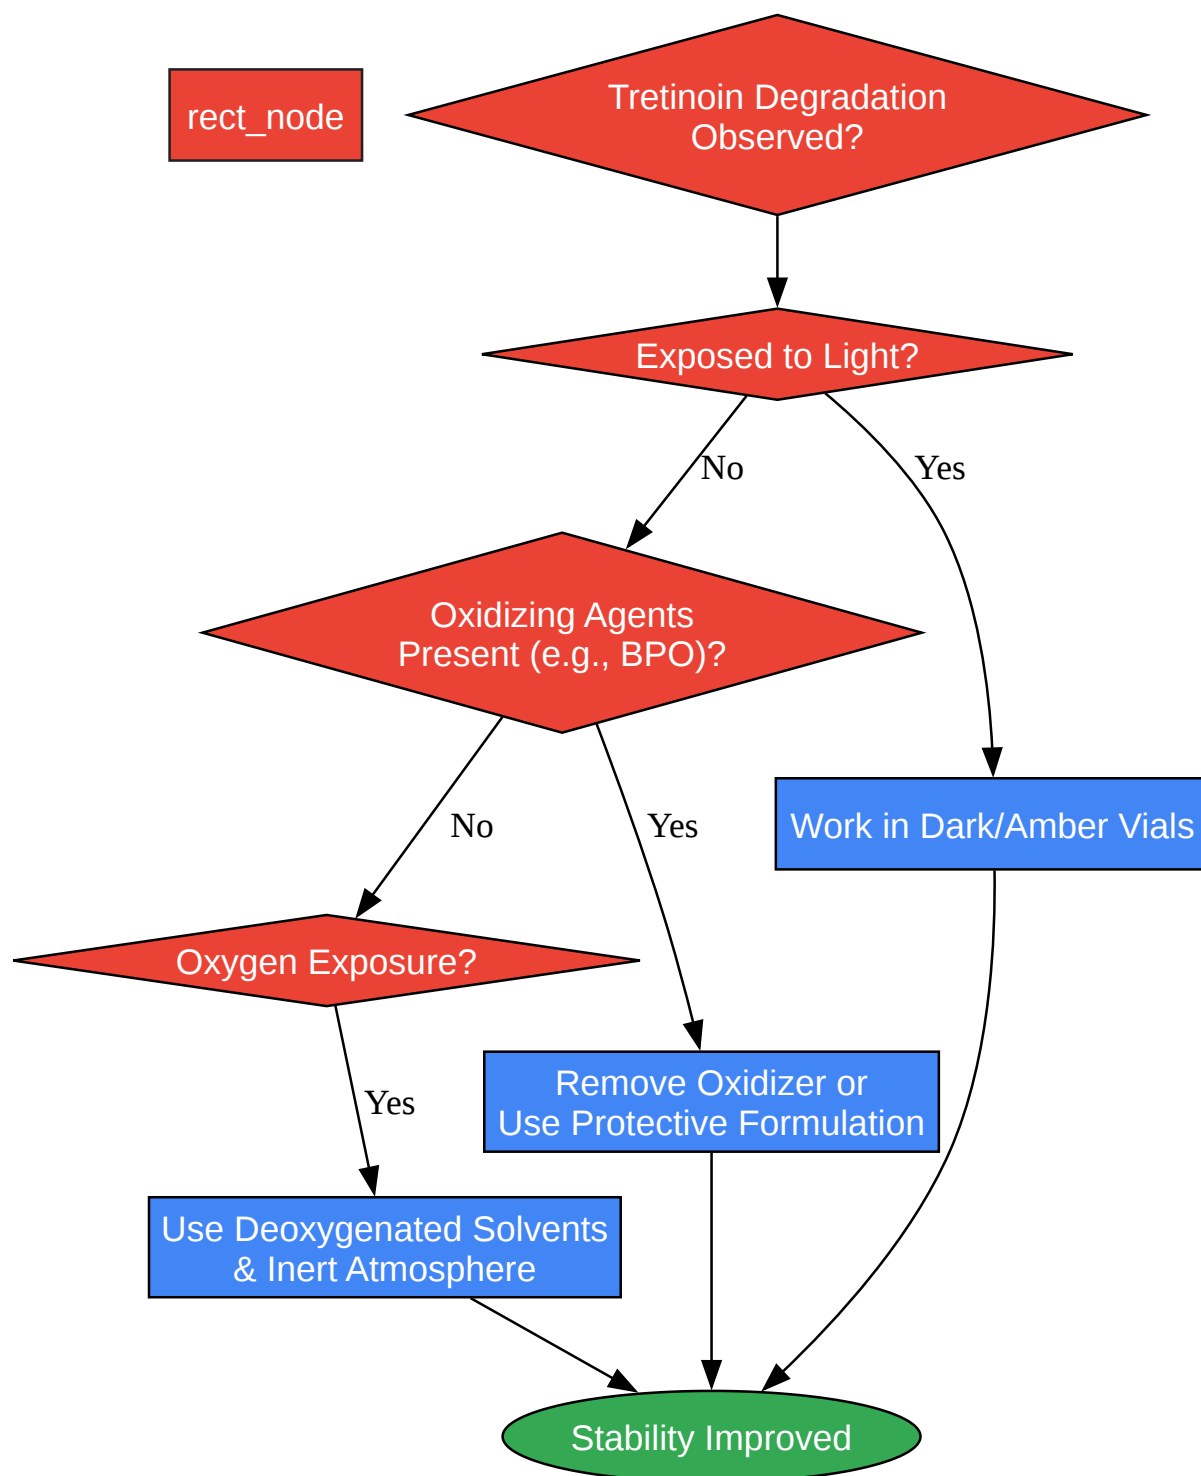 rect_node
Tretinoin Degradation
Observed?
Exposed to Light?
No
Yes
Oxidizing Agents
Present (e.g., BPO)?
No
Yes
Work in Dark/Amber Vials
Oxygen Exposure?
Yes
Remove Oxidizer or
Use Protective Formulation
Use Deoxygenated Solvents
& Inert Atmosphere
Stability Improved